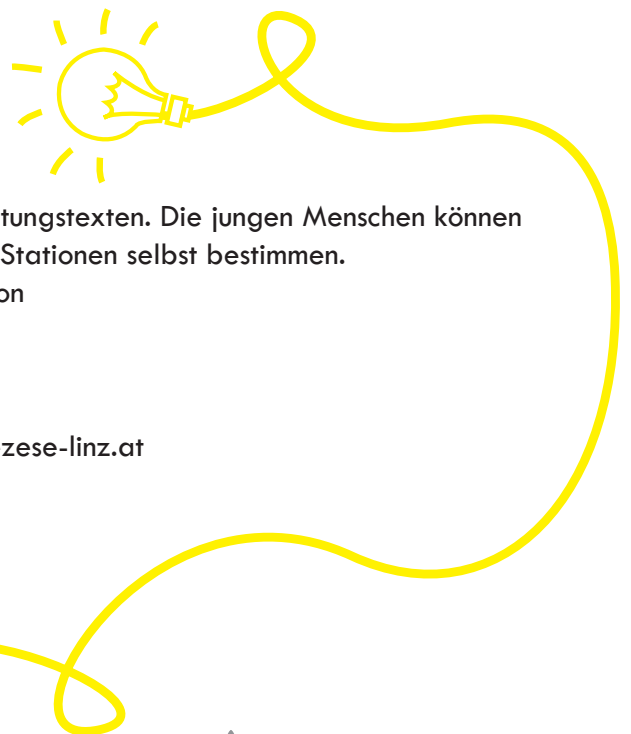 tungstexten. Die jungen Menschen können
Stationen selbst bestimmen.
on
zese-linz.at